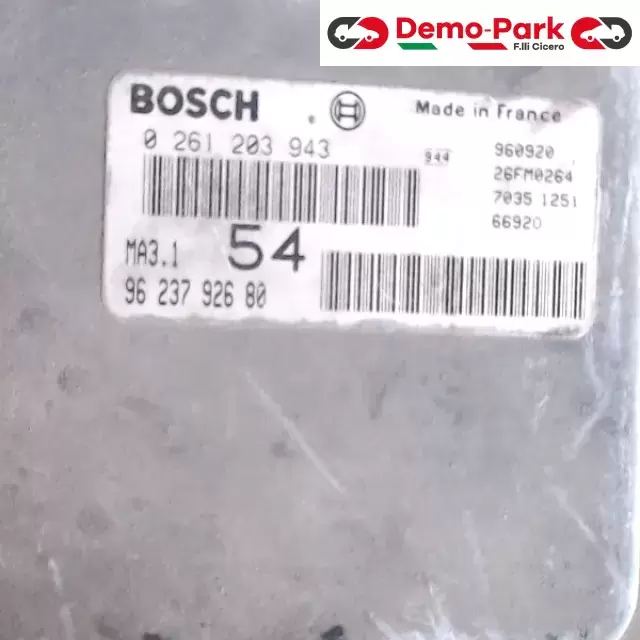 Demo-Park
F.lli Cicero
BOSCH
Made in France
0 261 203 943
944
960920
26FM0264
7035 1251
66920
MA3.1
54
96 237 926 80